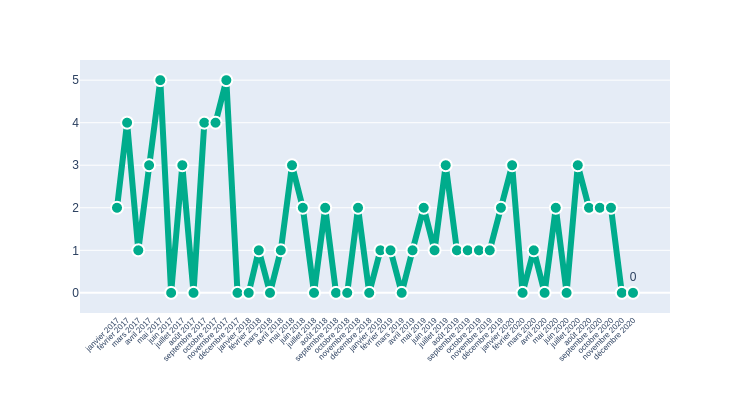 5
4
3
2
1
0
0
janvier 2017
février 2017
mars 2017
avril 2017
mai 2017
juin 2017
juillet 2017
août 2017
septembre 2017
octobre 2017
novembre 2017
décembre 2017
janvier 2018
février 2018
mars 2018
avril 2018
mai 2018
juin 2018
juillet 2018
août 2018
septembre 2018
octobre 2018
novembre 2018
décembre 2018
janvier 2019
février 2019
mars 2019
avril 2019
mai 2019
juin 2019
juillet 2019
août 2019
septembre 2019
octobre 2019
novembre 2019
décembre 2019
janvier 2020
février 2020
mars 2020
avril 2020
mai 2020
juin 2020
juillet 2020
août 2020
septembre 2020
octobre 2020
novembre 2020
décembre 2020